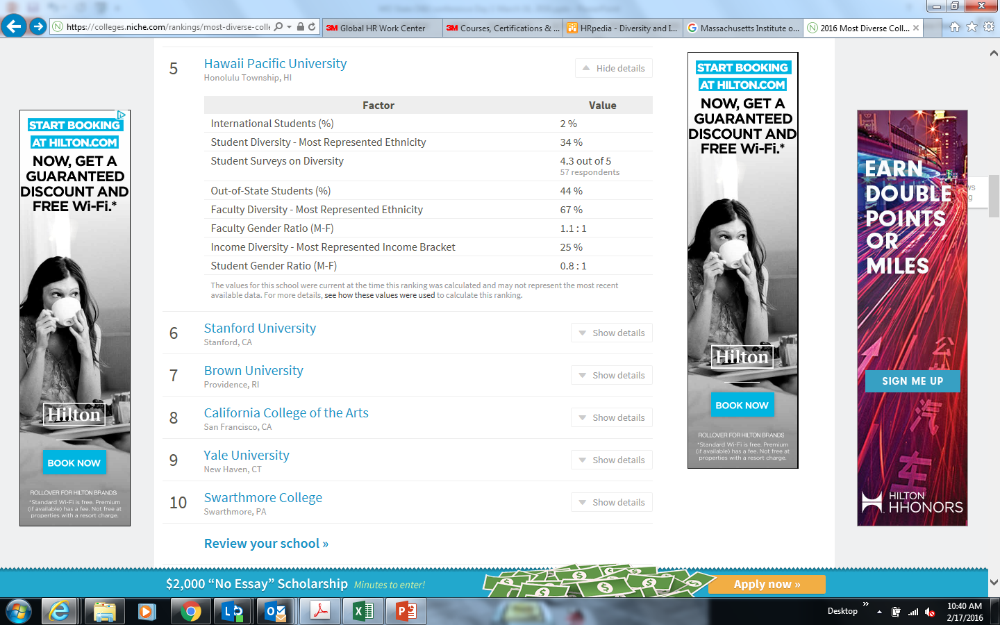 https://colleges.niche.com/rankings/most-diverse-colle
Global HR Work Center
Courses, Certifications & ...
HRpedia - Diversity and I...
Massachusetts Institute o...
2016 Most Diverse Coll...
5
Hawaii Pacific University
Honolulu Township, HI
Hide details
Factor Value
International Students (%) 2 %
Student Diversity - Most Represented Ethnicity 34 %
Student Surveys on Diversity 4.3 out of 5
57 respondents
Out-of-State Students (%) 44 %
Faculty Diversity - Most Represented Ethnicity 67 %
Faculty Gender Ratio (M-F) 1.1 : 1
Income Diversity - Most Represented Income Bracket 25 %
Student Gender Ratio (M-F) 0.8 : 1
The values for this school were current at the time this ranking was calculated and may not represent the most recent
available data. For more details, see how these values were used to calculate this ranking.
6 Stanford University Show details
Stanford, CA
7 Brown University Show details
Providence, RI
8 California College of the Arts Show details
San Francisco, CA
9 Yale University Show details
New Haven, CT
10 Swarthmore College Show details
Swarthmore, PA
Review your school »
START BOOKING
AT HILTON.COM
NOW, GET A
GUARANTEED
DISCOUNT AND
FREE Wi-Fi.*
Hilton
BOOK NOW
ROLLOVER FOR HILTON BRANDS
*Standard Wi-Fi is free. Premium
(if available) has a fee. Not free at
properties with a resort charge.
START BOOKING
AT HILTON.COM
NOW, GET A
GUARANTEED
DISCOUNT AND
FREE Wi-Fi.*
Hilton
BOOK NOW
ROLLOVER FOR HILTON BRANDS
*Standard Wi-Fi is free. Premium
(if available) has a fee. Not free at
properties with a resort charge.
EARN
DOUBLE
POINTS
OR
MILES
公
汽
车
SIGN ME UP
HILTON
HHONORS
ws
g
$2,000 “No Essay” Scholarship Minutes to enter!
Apply now »
Desktop
10:40 AM
2/17/2016